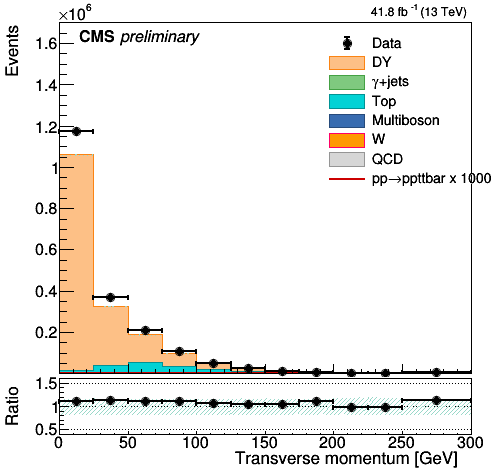 ×10⁶
41.8 fb⁻¹ (13 TeV)
CMS preliminary
Events
1.6
1.4
1.2
1
0.8
0.6
0.4
0.2
Data
DY
γ+jets
Top
Multiboson
W
QCD
pp→ppttbar x 1000
Ratio
1.5
1
0.5
0 50 100 150 200 250 300
Transverse momentum [GeV]